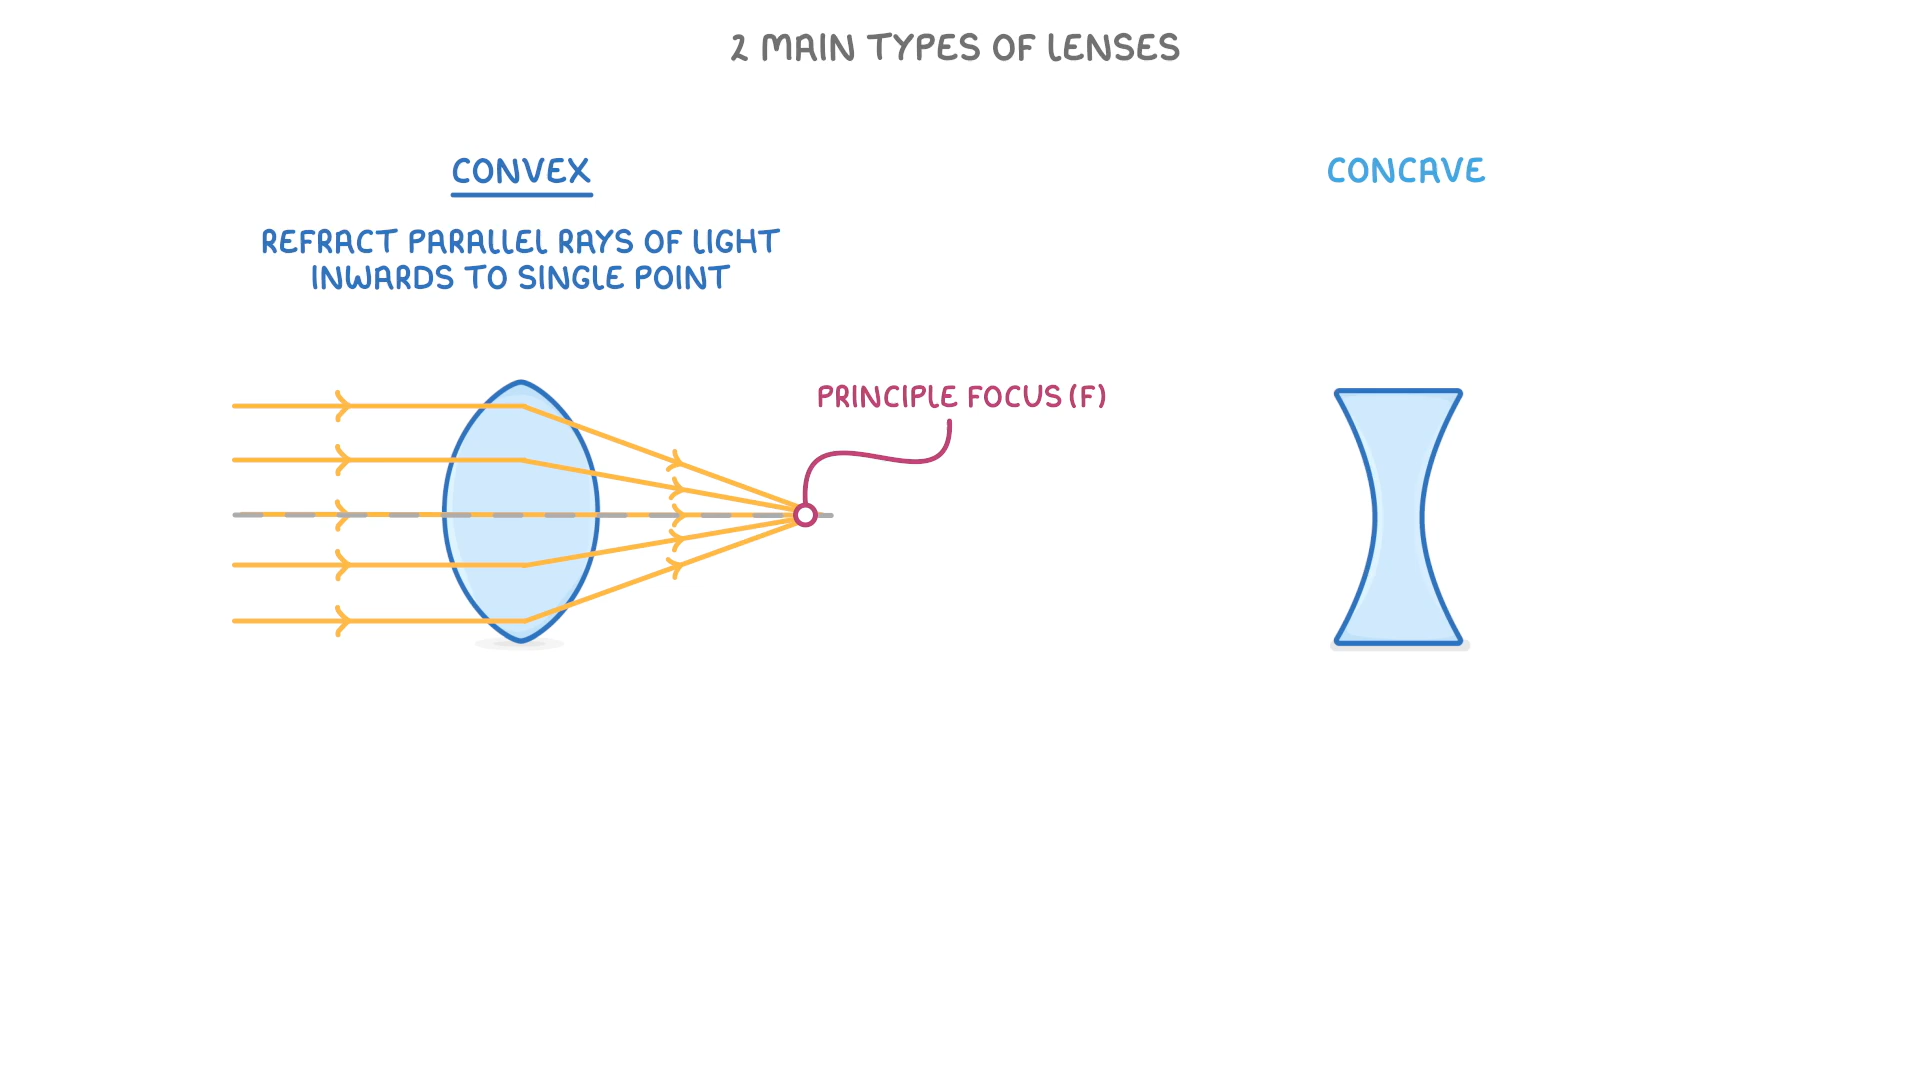 2 MAIN TYPES OF LENSES
CONVEX
REFRACT PARALLEL RAYS OF LIGHT
INWARDS TO SINGLE POINT
PRINCIPLE FOCUS (F)
CONCAVE